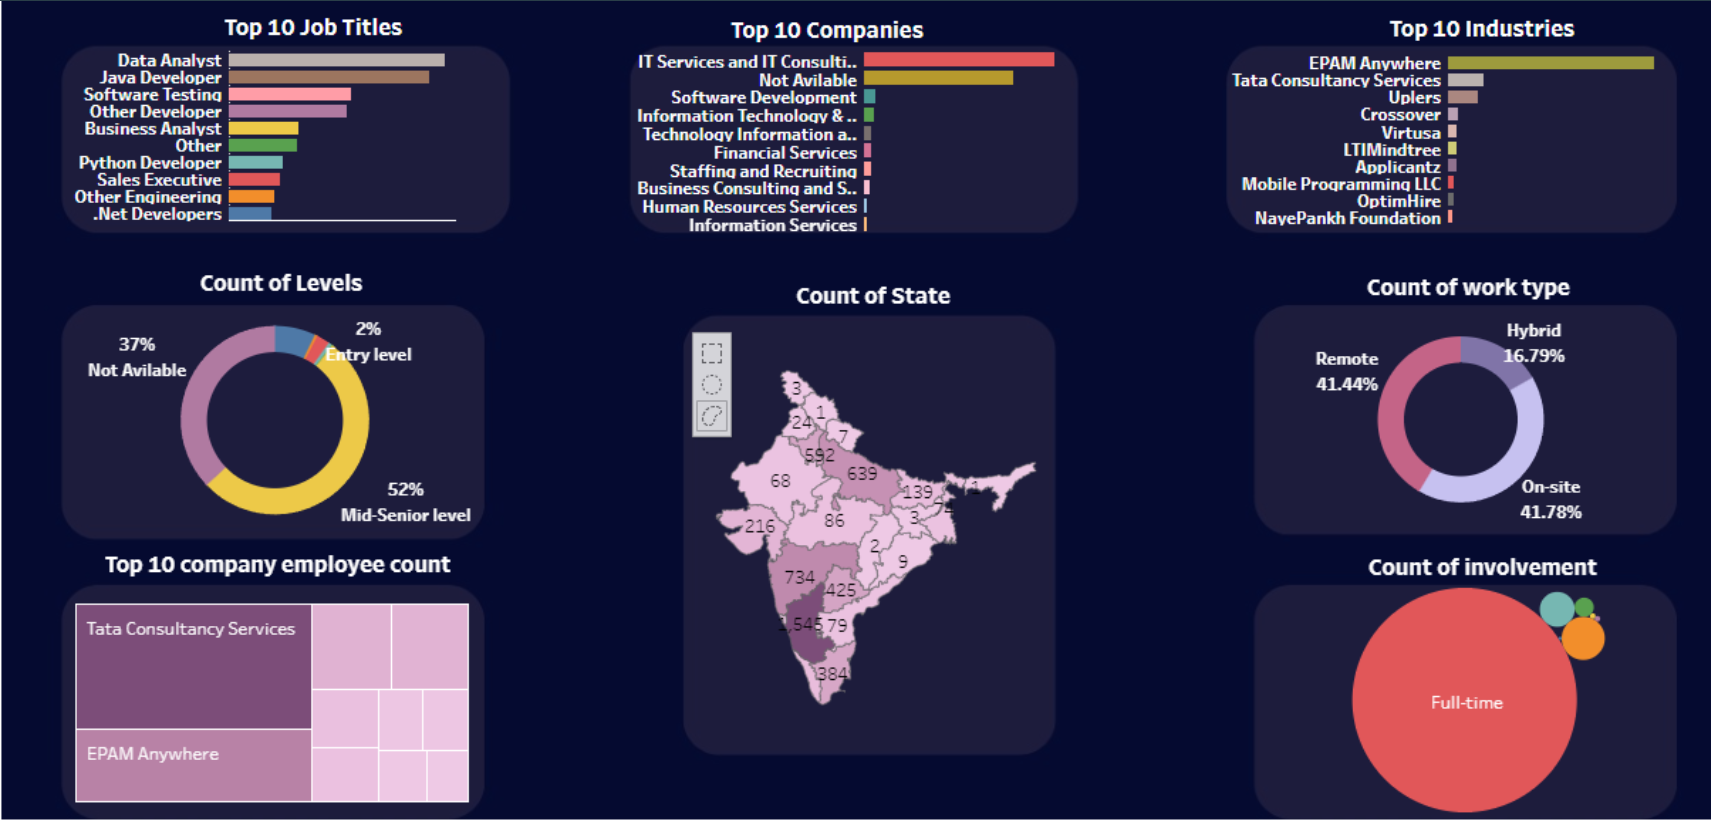 Top 10 Job Titles
Data Analyst
Java Developer
Software Testing
Other Developer
Business Analyst
Other
Python Developer
Sales Executive
Other Engineering
.Net Developers
Top 10 Companies
IT Services and IT Consulti..
Not Avilable
Software Development
Information Technology & ..
Technology Information a..
Financial Services
Staffing and Recruiting
Business Consulting and S..
Human Resources Services
Information Services
Top 10 Industries
EPAM Anywhere
Tata Consultancy Services
Uplers
Crossover
Virtusa
LTIMindtree
Applicantz
Mobile Programming LLC
OptimHire
NayePankh Foundation
Count of Levels
2%
Entry level
37%
Not Avilable
52%
Mid-Senior level
Count of State
3
1
24
7
592
639
68
139
1
74
216
86
3
2
9
734
425
1,545
79
384
Count of work type
Hybrid
16.79%
Remote
41.44%
On-site
41.78%
Top 10 company employee count
Tata Consultancy Services
EPAM Anywhere
Count of involvement
Full-time